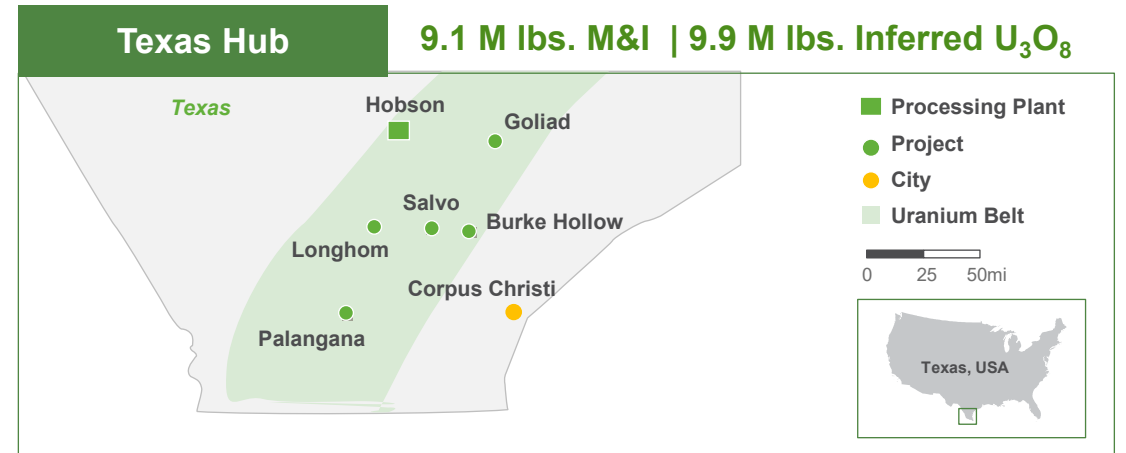 Texas Hub
9.1 M lbs. M&I | 9.9 M lbs. Inferred U₃O₈
Texas
Hobson
Goliad
Salvo
Burke Hollow
Longhom
Corpus Christi
Palangana
Processing Plant
Project
City
Uranium Belt
0 25 50mi
Texas, USA